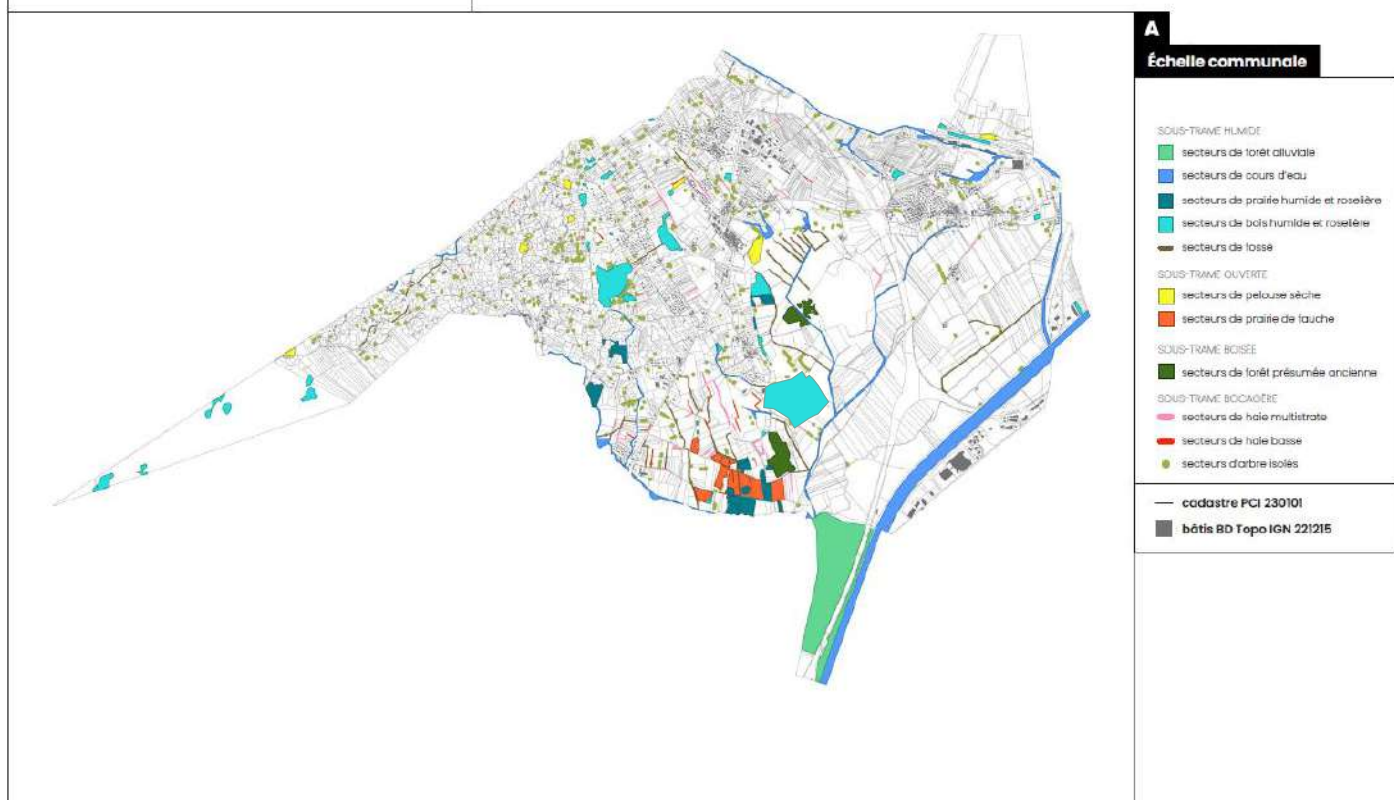 A
Échelle communale
SOUS-TRAME HUMIDE
secteurs de forêt alluviale
secteurs de cours d'eau
secteurs de prairie humide et roselière
secteurs de bois humide et roselière
secteurs de fossé
SOUS-TRAME OUVERTE
secteurs de pelouse sèche
secteurs de prairie de fauche
SOUS-TRAME BOISÉE
secteurs de forêt présumée ancienne
SOUS-TRAME BOCAGÈRE
secteurs de haie multistrate
secteurs de haie basse
secteurs d'arbre isolés
cadastre PCI 230101
bâtis BD Topo IGN 221215